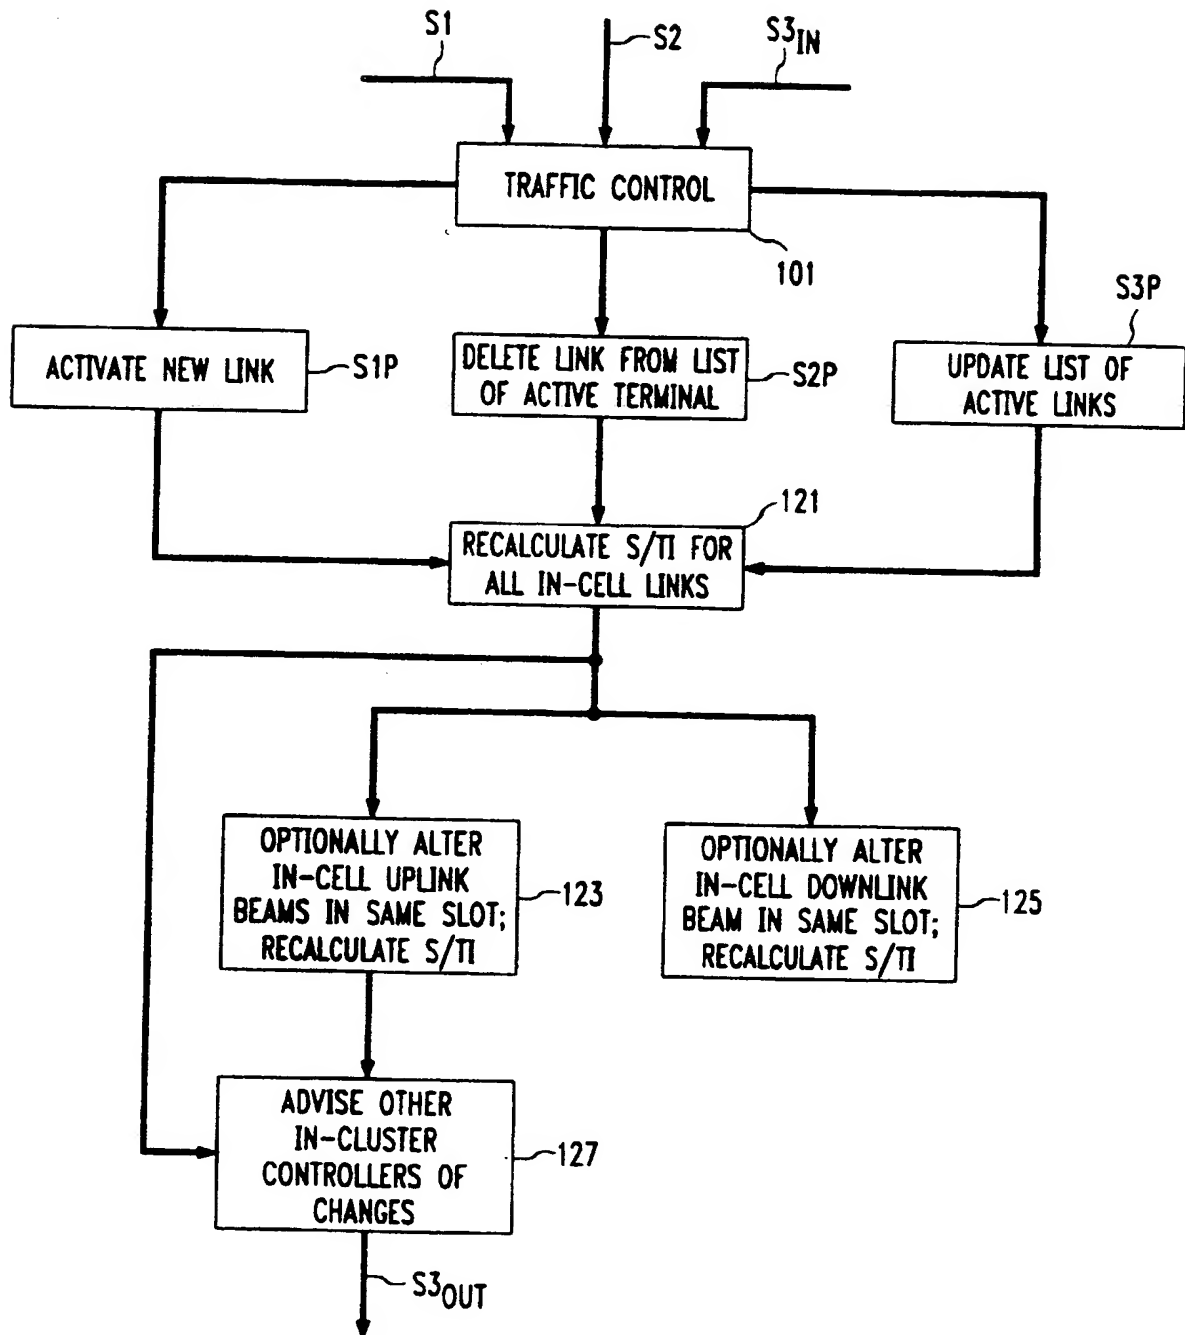 S1
S2
S3IN
TRAFFIC CONTROL
101
S3P
ACTIVATE NEW LINK
S1P
DELETE LINK FROM LIST
OF ACTIVE TERMINAL
S2P
UPDATE LIST OF
ACTIVE LINKS
121
RECALCULATE S/TI FOR
ALL IN-CELL LINKS
OPTIONALLY ALTER
IN-CELL UPLINK
BEAMS IN SAME SLOT;
RECALCULATE S/TI
123
OPTIONALLY ALTER
IN-CELL DOWNLINK
BEAM IN SAME SLOT;
RECALCULATE S/TI
125
ADVISE OTHER
IN-CLUSTER
CONTROLLERS OF
CHANGES
127
S3OUT